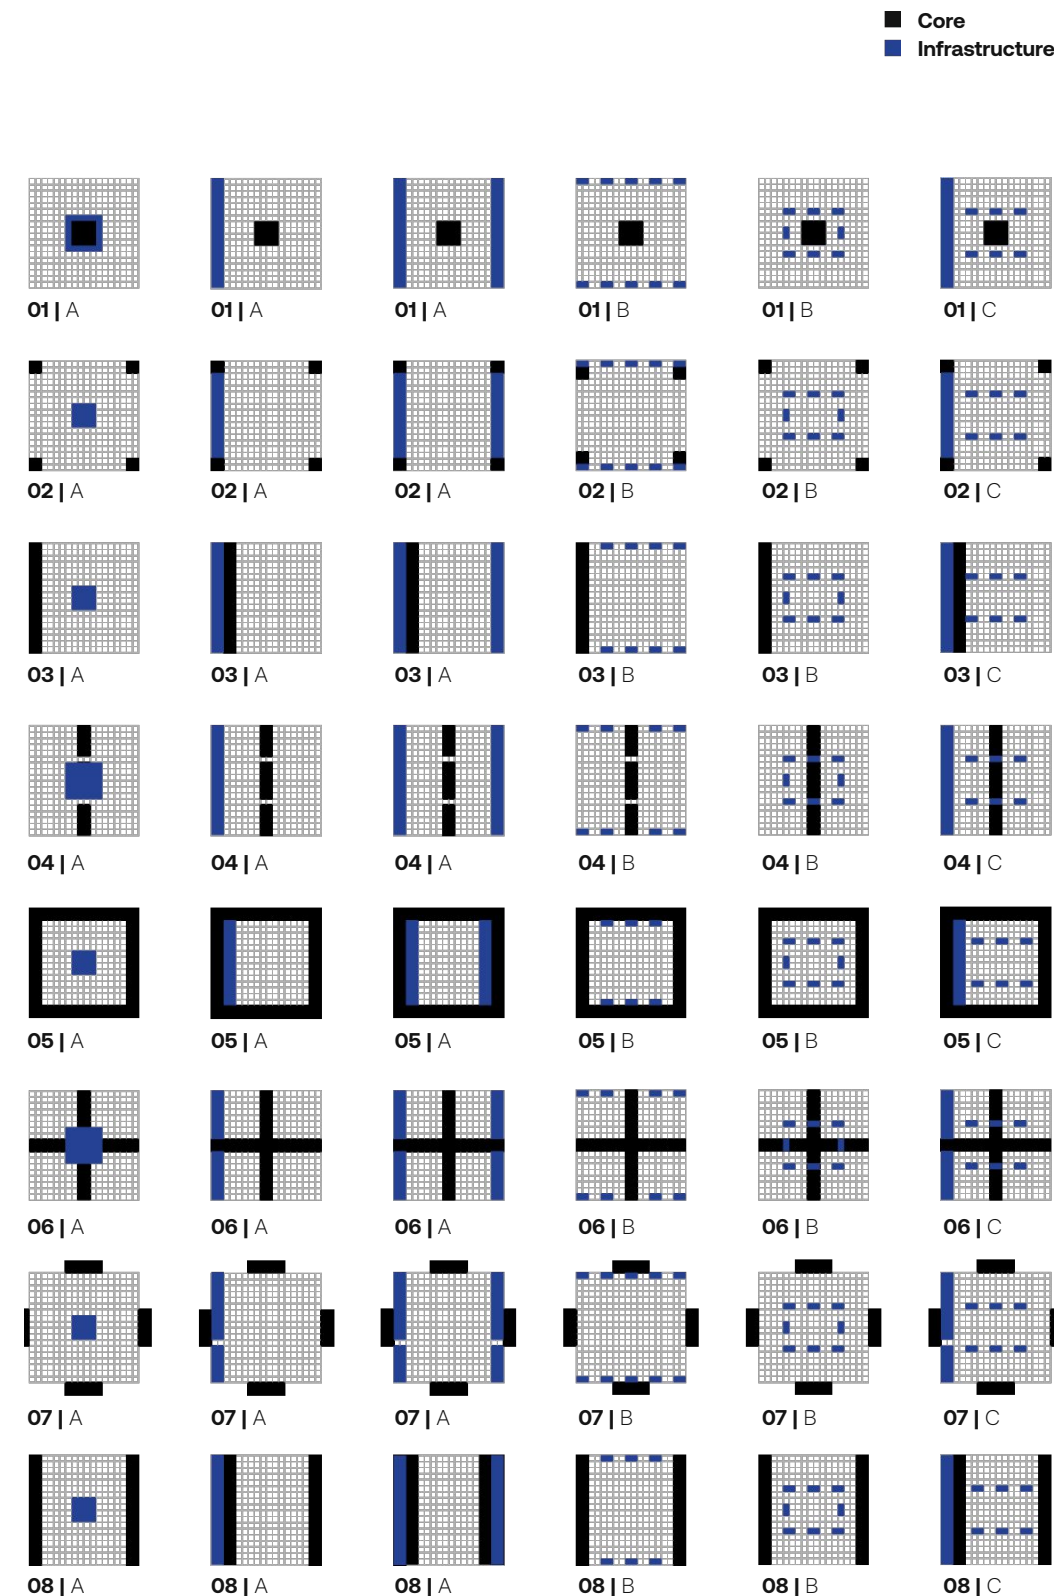 Core
Infrastructure
01 | A 01 | A 01 | A 01 | B 01 | B 01 | C
02 | A 02 | A 02 | A 02 | B 02 | B 02 | C
03 | A 03 | A 03 | A 03 | B 03 | B 03 | C
04 | A 04 | A 04 | A 04 | B 04 | B 04 | C
05 | A 05 | A 05 | A 05 | B 05 | B 05 | C
06 | A 06 | A 06 | A 06 | B 06 | B 06 | C
07 | A 07 | A 07 | A 07 | B 07 | B 07 | C
08 | A 08 | A 08 | A 08 | B 08 | B 08 | C